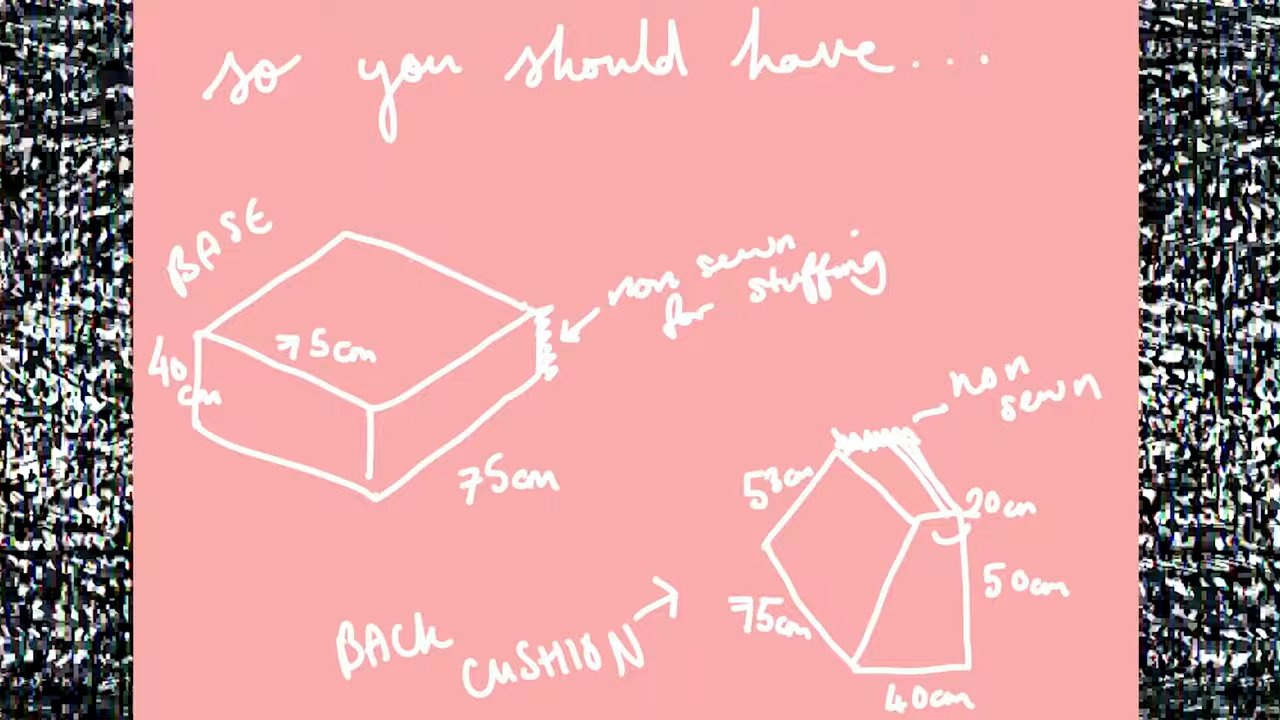 so you should have...
BASE
non sewn
for stuffing
75cm
40
cm
75cm
non
sewn
53cm
20cm
50cm
75cm
BACK
CUSHION
40cm